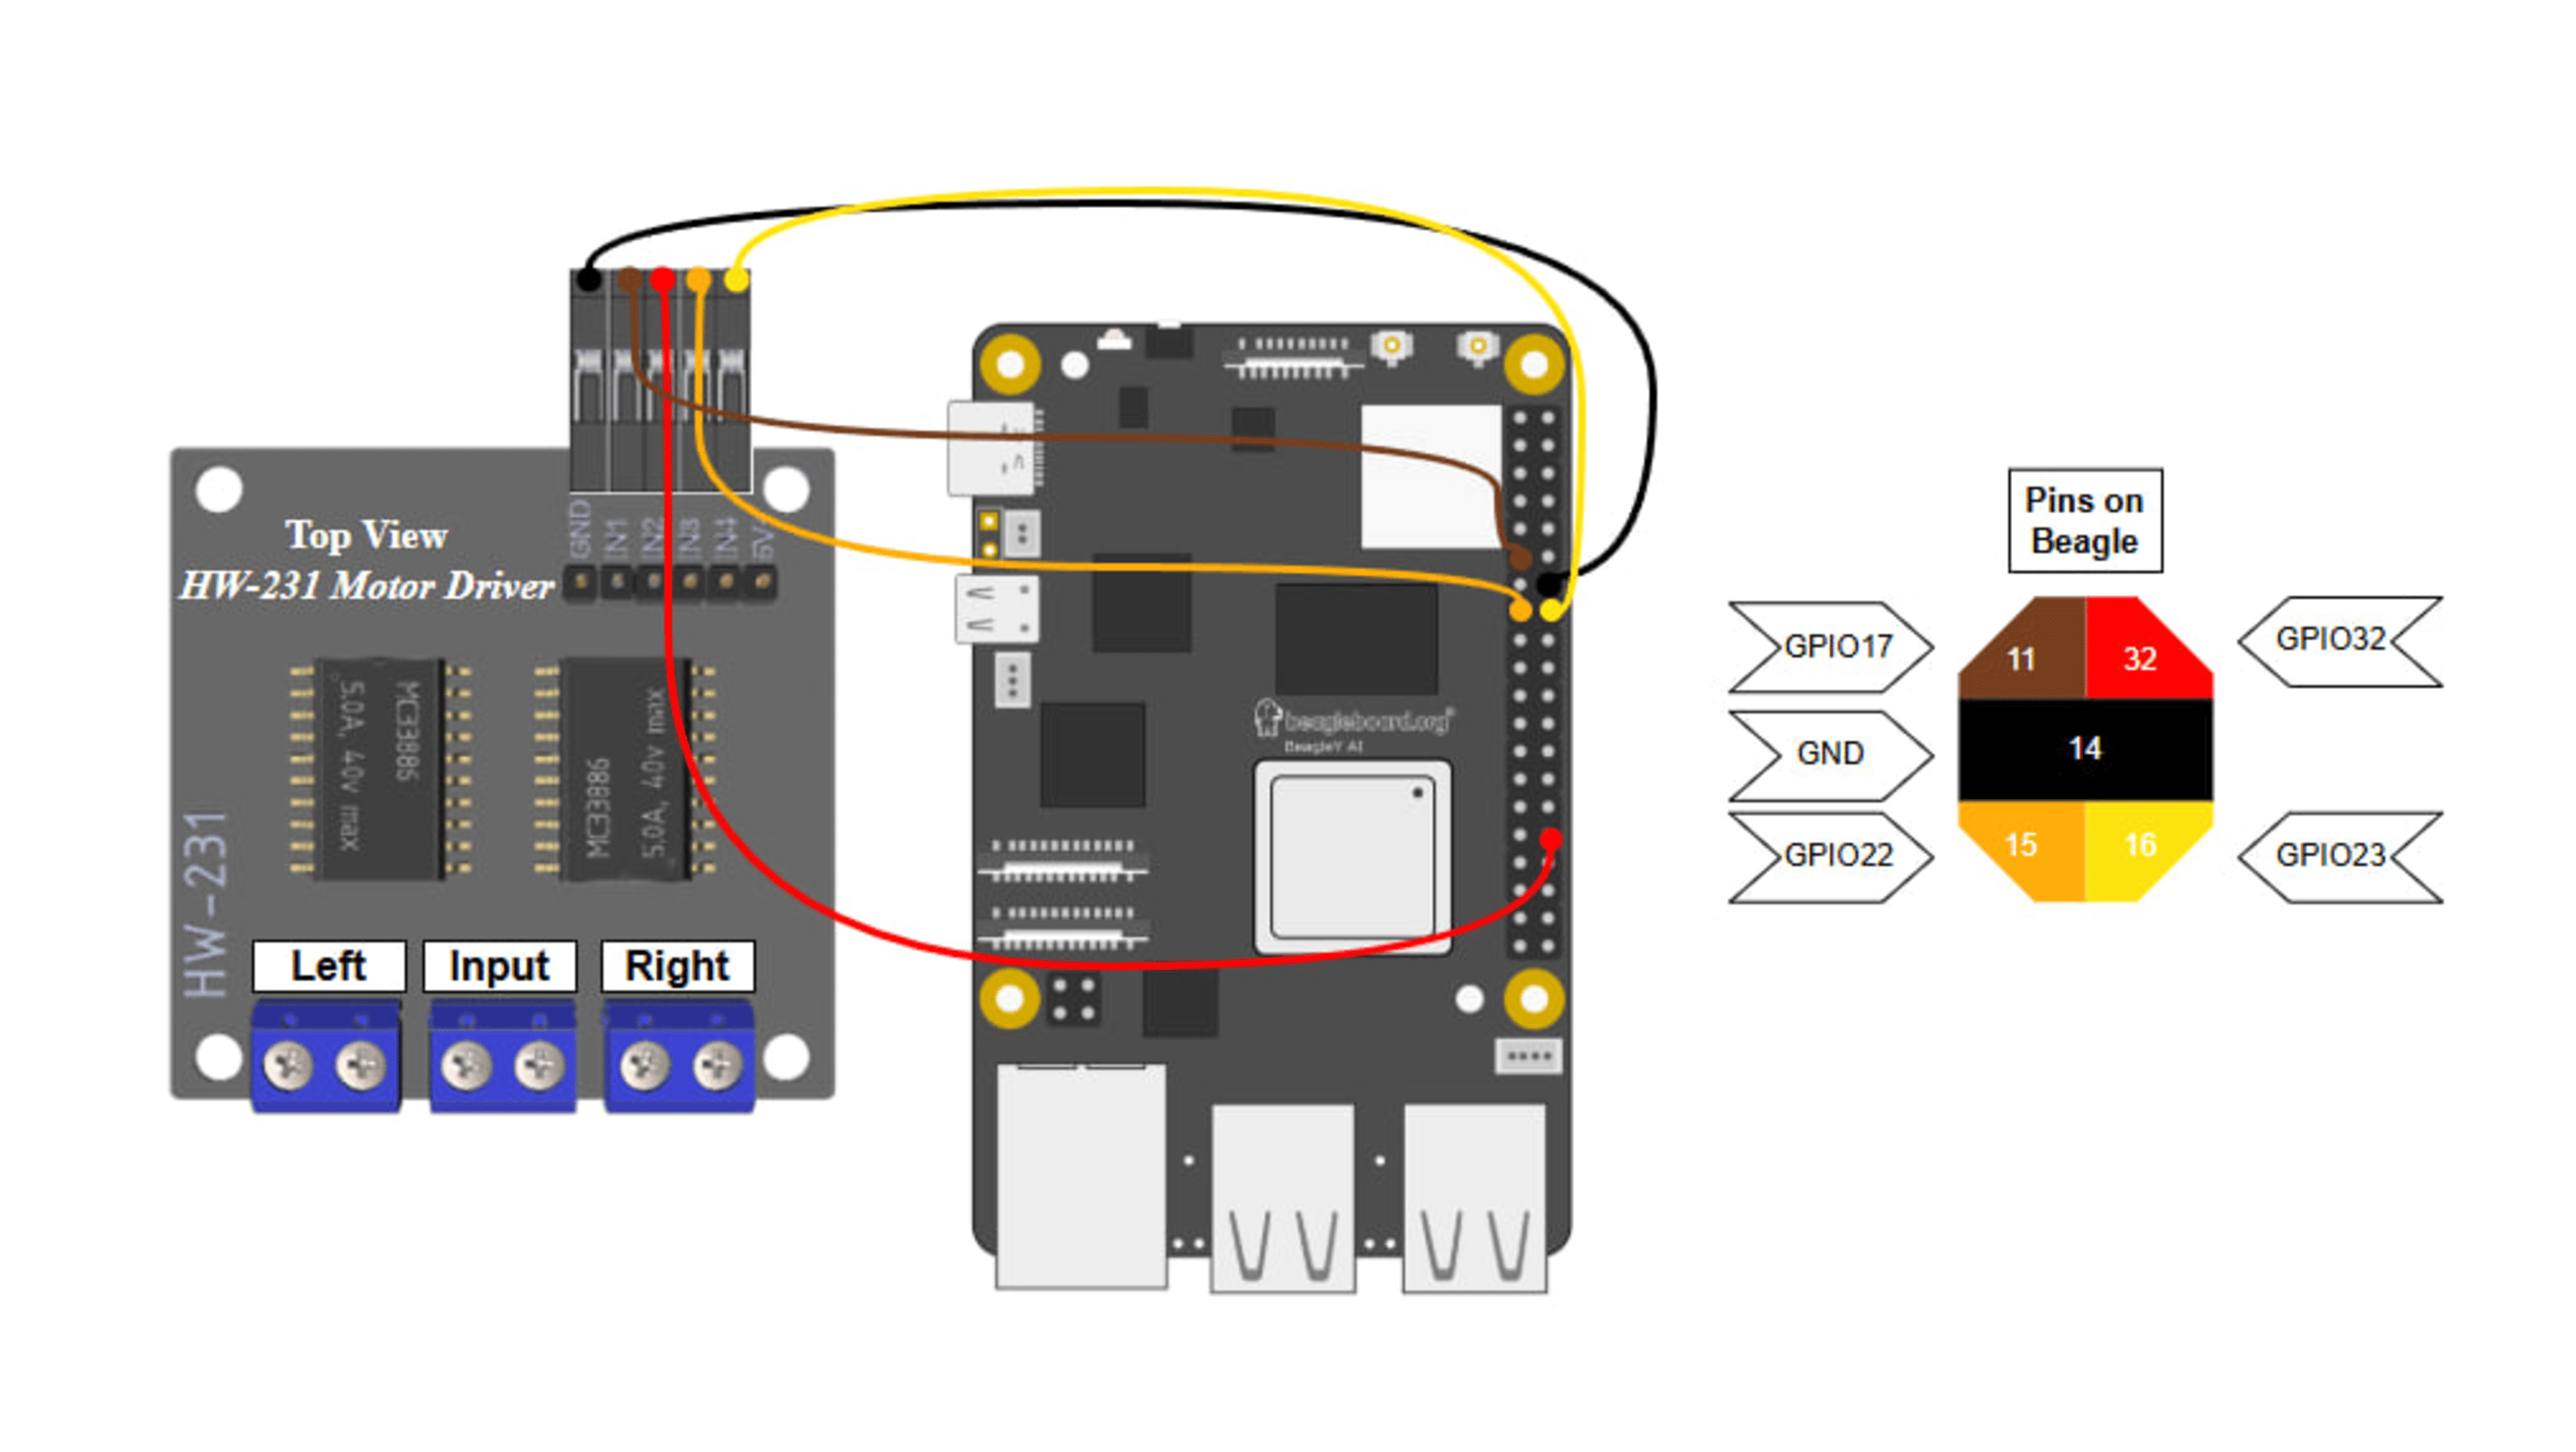 GND
IN1
IN2
IN3
IN4
5V
Top View
HW-231 Motor Driver
MC33886
5.0A, 40v max
MC33886
5.0A, 40v max
HW-231
Left
Input
Right
beagleboard.org®
BeagleY AI
Pins on
Beagle
GPIO17
11
32
GPIO32
GND
14
GPIO22
15
16
GPIO23